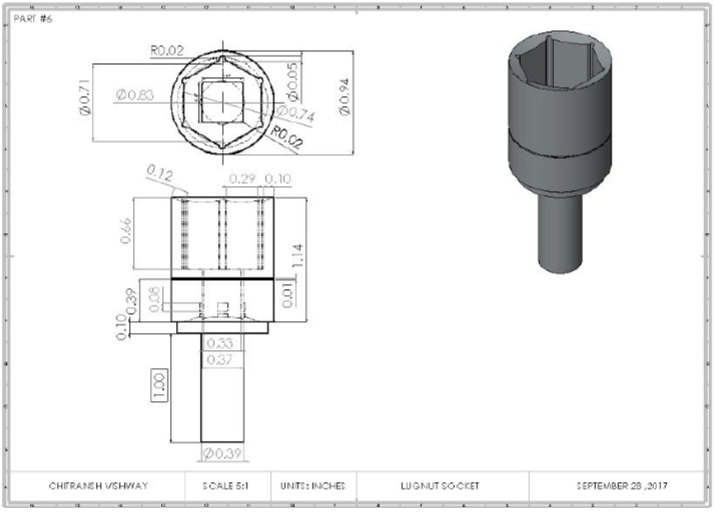 PART #6
R0.02
Ø0.05
Ø0.71
Ø0.83
Ø0.94
Ø0.74
R0.02
0.12
0.29
0.10
0.66
1.14
0.39
0.08
0.01
0.10
0.33
0.37
1.00
Ø0.39
CHITRANSH VISHWAY
SCALE 5:1
UNITS: INCHES
LUGNUT SOCKET
SEPTEMBER 28 ,2017